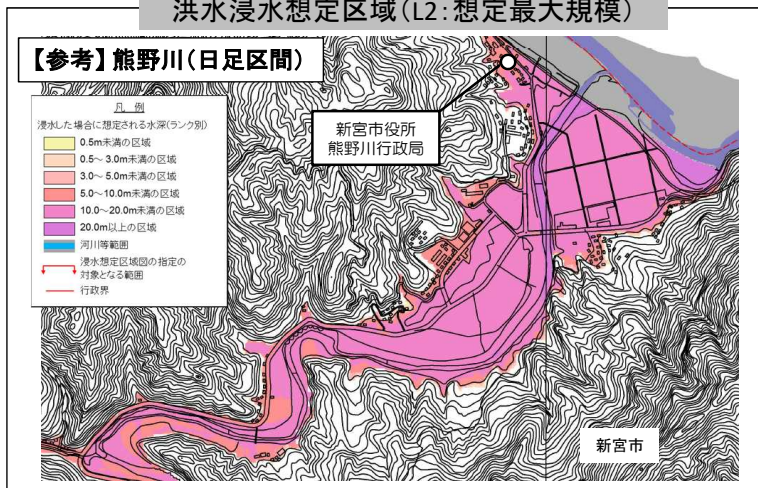 洪水浸水想定区域(L2:想定最大規模)
【参考】熊野川(日足区間)
新宮市役所
熊野川行政局
凡 例
浸水した場合に想定される水深(ランク別)
0.5m未満の区域
0.5～3.0m未満の区域
3.0～5.0m未満の区域
5.0～10.0m未満の区域
10.0～20.0m未満の区域
20.0m以上の区域
河川等範囲
浸水想定区域図の指定の
対象となる範囲
行政界
新宮市